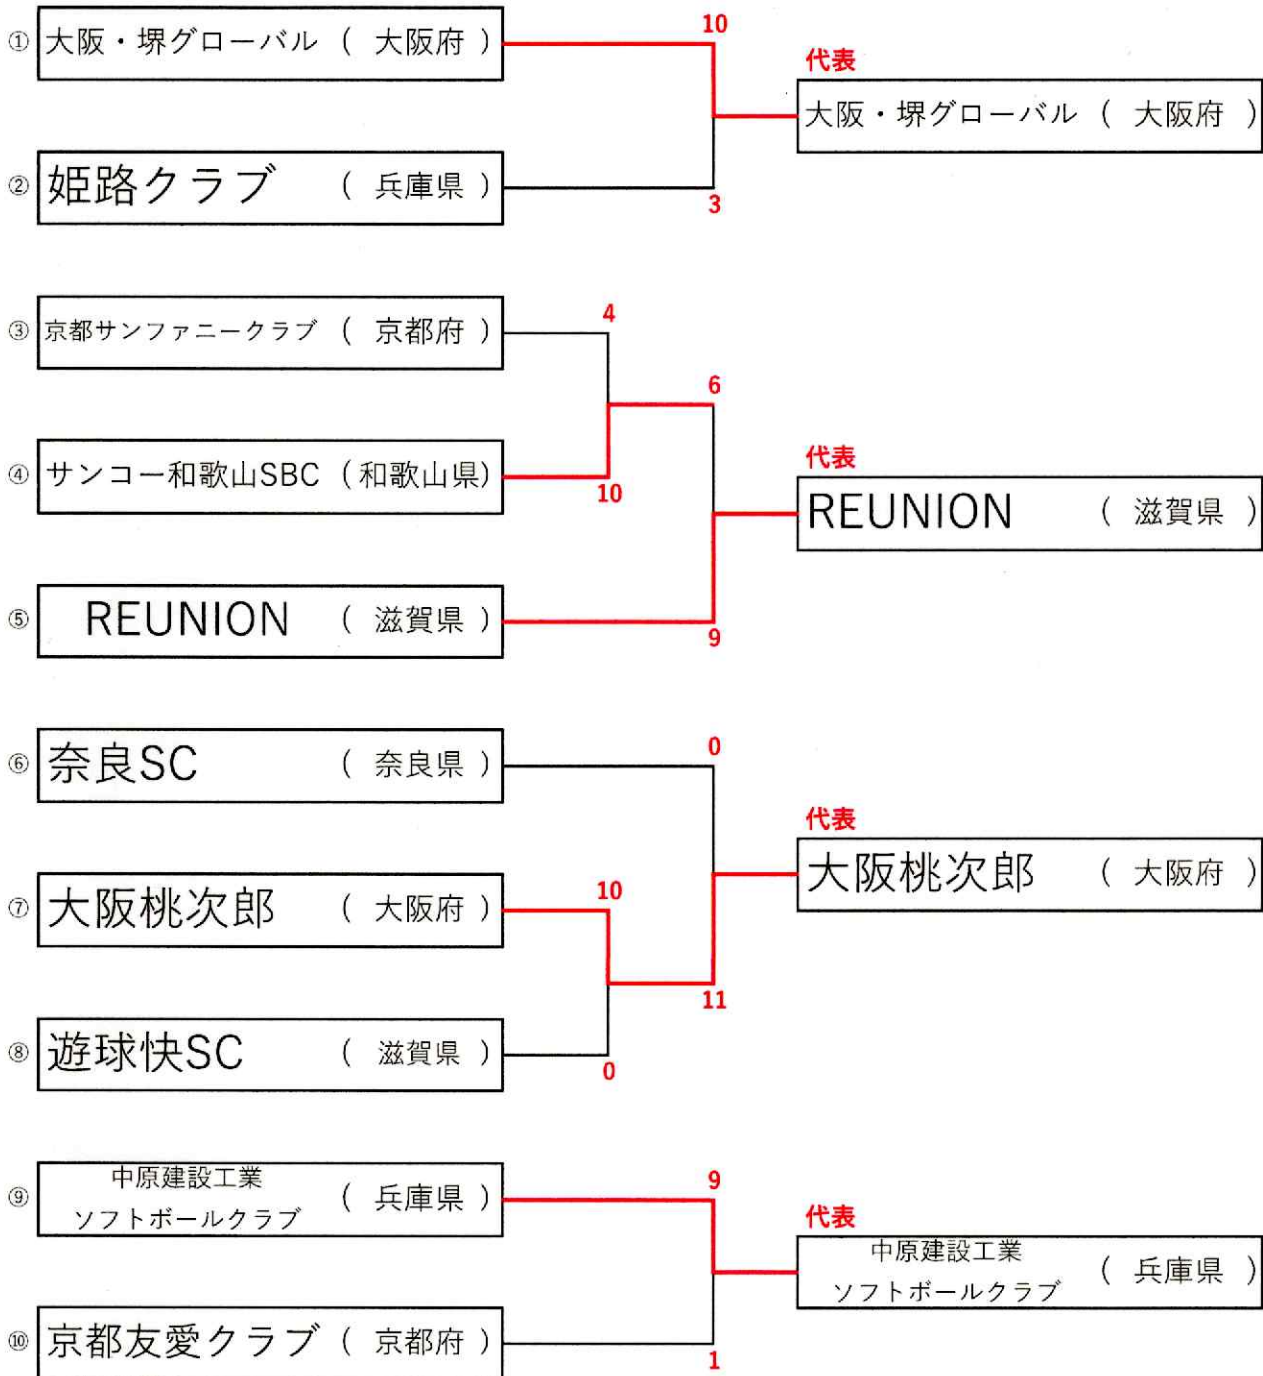 ① 大阪・堺グローバル （ 大阪府 ）
10
代表
大阪・堺グローバル （ 大阪府 ）
② 姫路クラブ （ 兵庫県 ）
3
③ 京都サンファニークラブ （ 京都府 ）
4
6
④ サンコー和歌山SBC （和歌山県）
10
代表
REUNION （ 滋賀県 ）
⑤ REUNION （ 滋賀県 ）
9
⑥ 奈良SC （ 奈良県 ）
0
代表
大阪桃次郎 （ 大阪府 ）
⑦ 大阪桃次郎 （ 大阪府 ）
10
11
⑧ 遊球快SC （ 滋賀県 ）
0
⑨ 中原建設工業
ソフトボールクラブ （ 兵庫県 ）
9
代表
中原建設工業
ソフトボールクラブ （ 兵庫県 ）
⑩ 京都友愛クラブ （ 京都府 ）
1